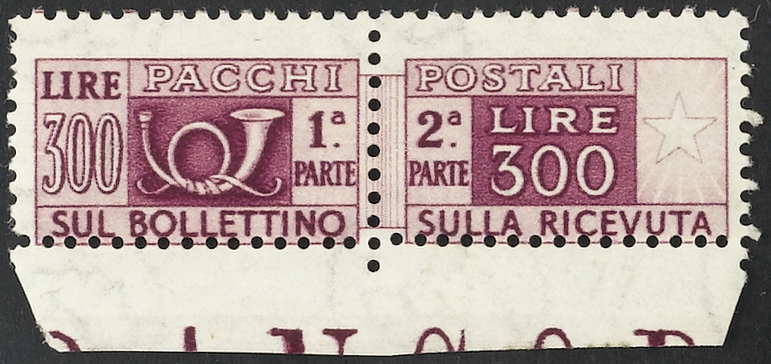 LIRE PACCHI
300 1.ª PARTE
SUL BOLLETTINO
POSTALI
2.ª PARTE LIRE 300
SULLA RICEVUTA